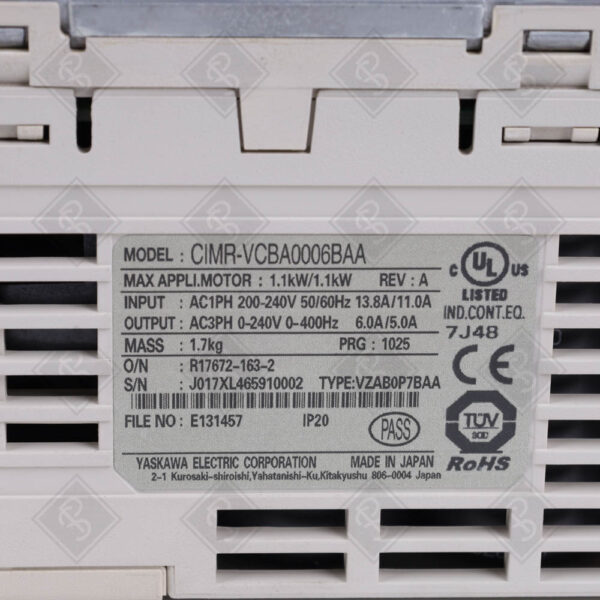 MODEL : CIMR-VCBA0006BAA
MAX APPLI.MOTOR : 1.1kW/1.1kW REV : A
INPUT : AC1PH 200-240V 50/60Hz 13.8A/11.0A
OUTPUT : AC3PH 0-240V 0-400Hz 6.0A/5.0A
MASS : 1.7kg PRG : 1025
O/N : R17672-163-2
S/N : J017XL465910002 TYPE:VZAB0P7BAA
FILE NO : E131457 IP20
PASS
YASKAWA ELECTRIC CORPORATION MADE IN JAPAN
2-1 Kurosaki-shiroishi,Yahatanishi-Ku,Kitakyushu 806-0004 Japan
C UL US
LISTED
IND.CONT.EQ.
7J48
CE
TÜV
RoHS